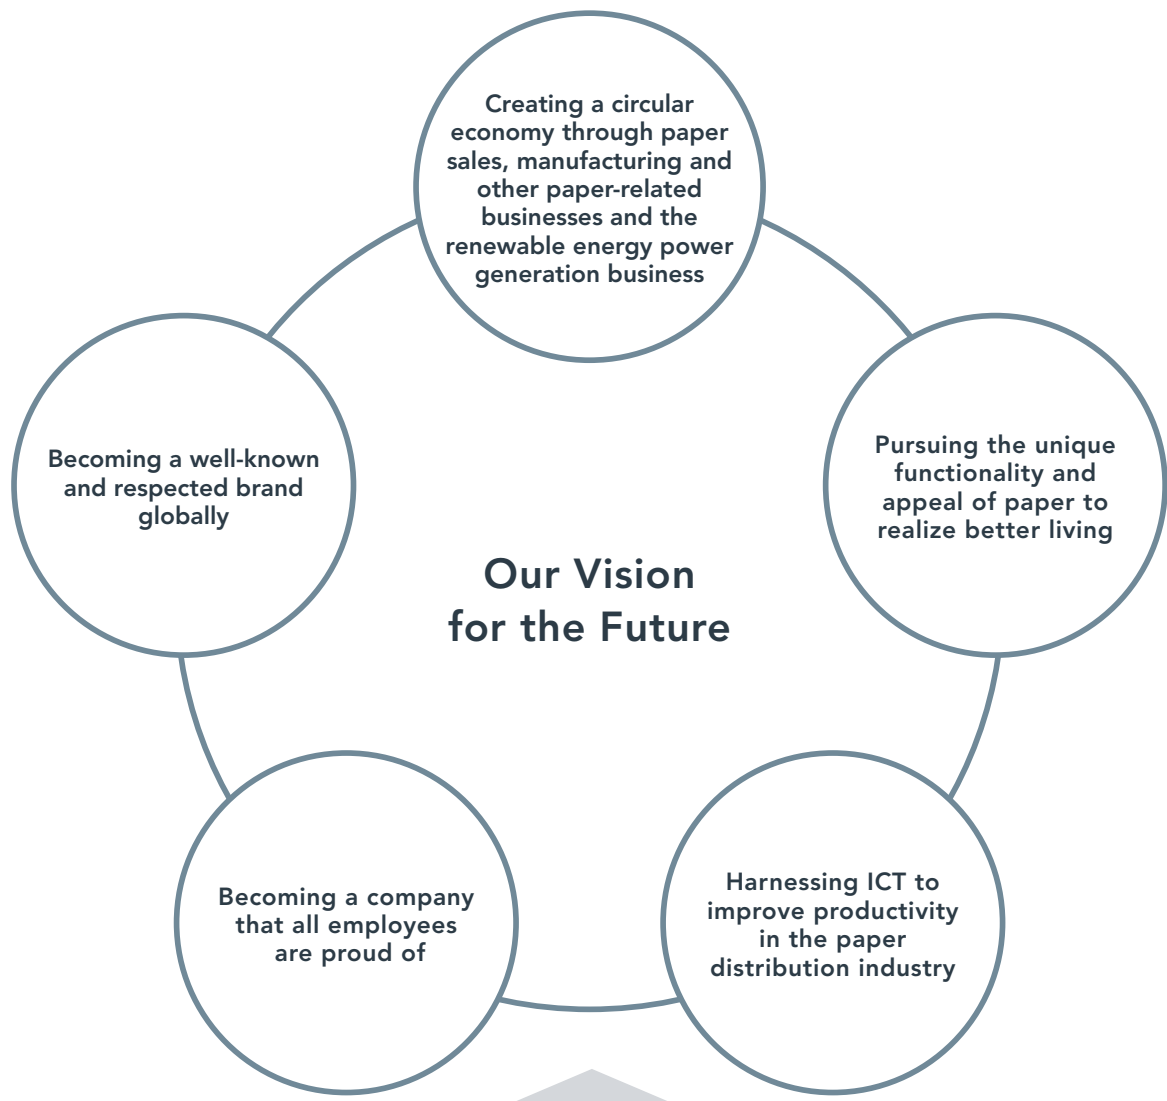 Creating a circular
economy through paper
sales, manufacturing and
other paper-related
businesses and the
renewable energy power
generation business
Becoming a well-known
and respected brand
globally
Pursuing the unique
functionality and
appeal of paper to
realize better living
Our Vision
for the Future
Becoming a company
that all employees
are proud of
Harnessing ICT to
improve productivity
in the paper
distribution industry